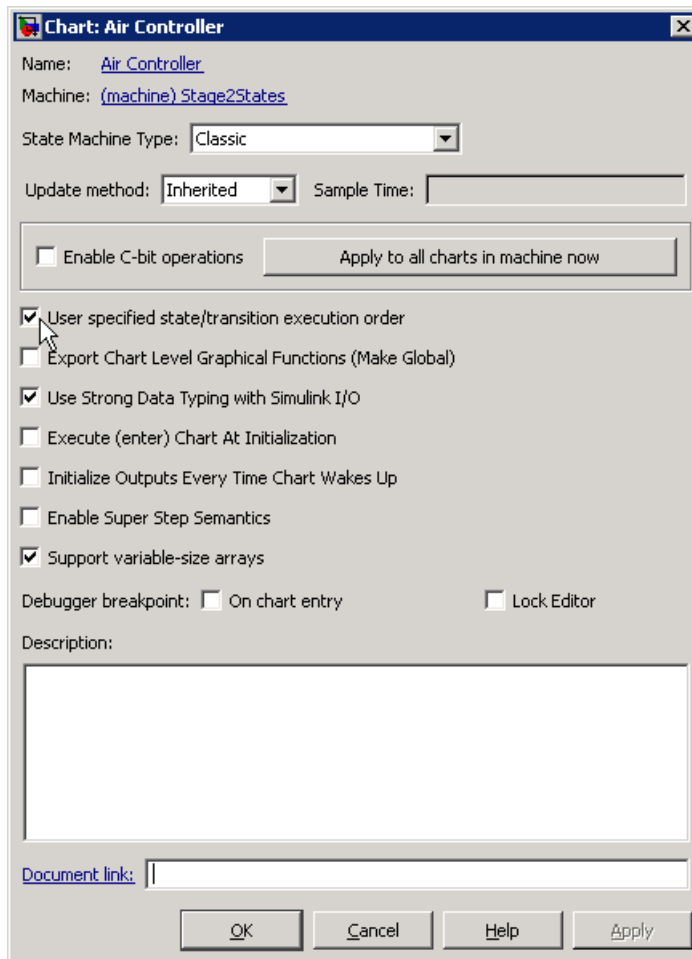 Chart: Air Controller
Name: Air Controller
Machine: (machine) Stage2States
State Machine Type: Classic
Update method: Inherited Sample Time:
Enable C-bit operations Apply to all charts in machine now
User specified state/transition execution order
Export Chart Level Graphical Functions (Make Global)
Use Strong Data Typing with Simulink I/O
Execute (enter) Chart At Initialization
Initialize Outputs Every Time Chart Wakes Up
Enable Super Step Semantics
Support variable-size arrays
Debugger breakpoint: On chart entry Lock Editor
Description:
Document link:
OK Cancel Help Apply